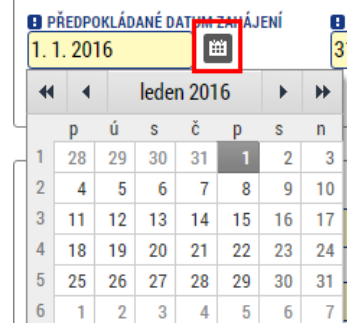 PŘEDPOKLÁDANÉ DATUM ZAHÁJENÍ
1. 1. 2016 3
leden 2016
p ú s č p s n
1 28 29 30 31 1 2 3
2 4 5 6 7 8 9 10
3 11 12 13 14 15 16 17
4 18 19 20 21 22 23 24
5 25 26 27 28 29 30 31
6 1 2 3 4 5 6 7